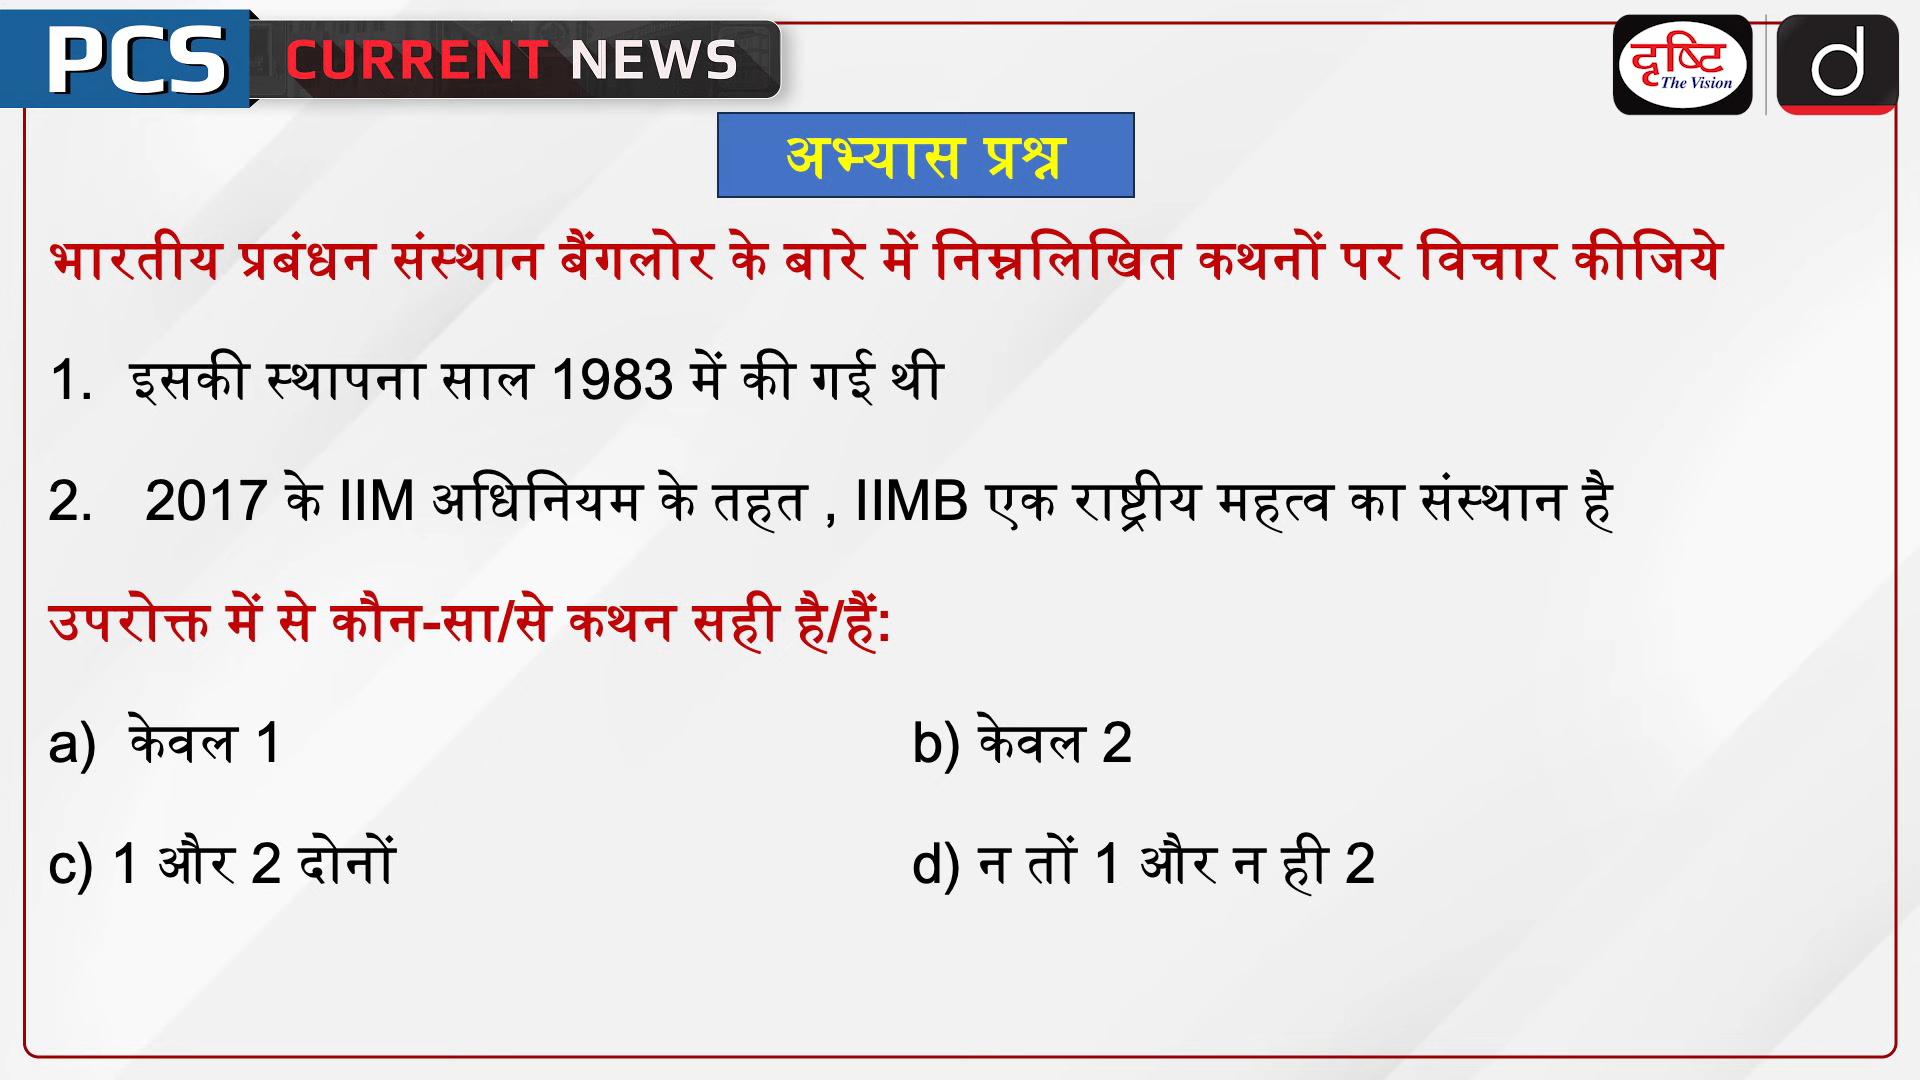 PCS CURRENT NEWS
दृष्टि
The Vision
d
अभ्यास प्रश्न
भारतीय प्रबंधन संस्थान बैंगलोर के बारे में निम्नलिखित कथनों पर विचार कीजिये
1. इसकी स्थापना साल 1983 में की गई थी
2. 2017 के IIM अधिनियम के तहत , IIMB एक राष्ट्रीय महत्व का संस्थान है
उपरोक्त में से कौन-सा/से कथन सही है/हैं:
a) केवल 1 b) केवल 2
c) 1 और 2 दोनों d) न तों 1 और न ही 2